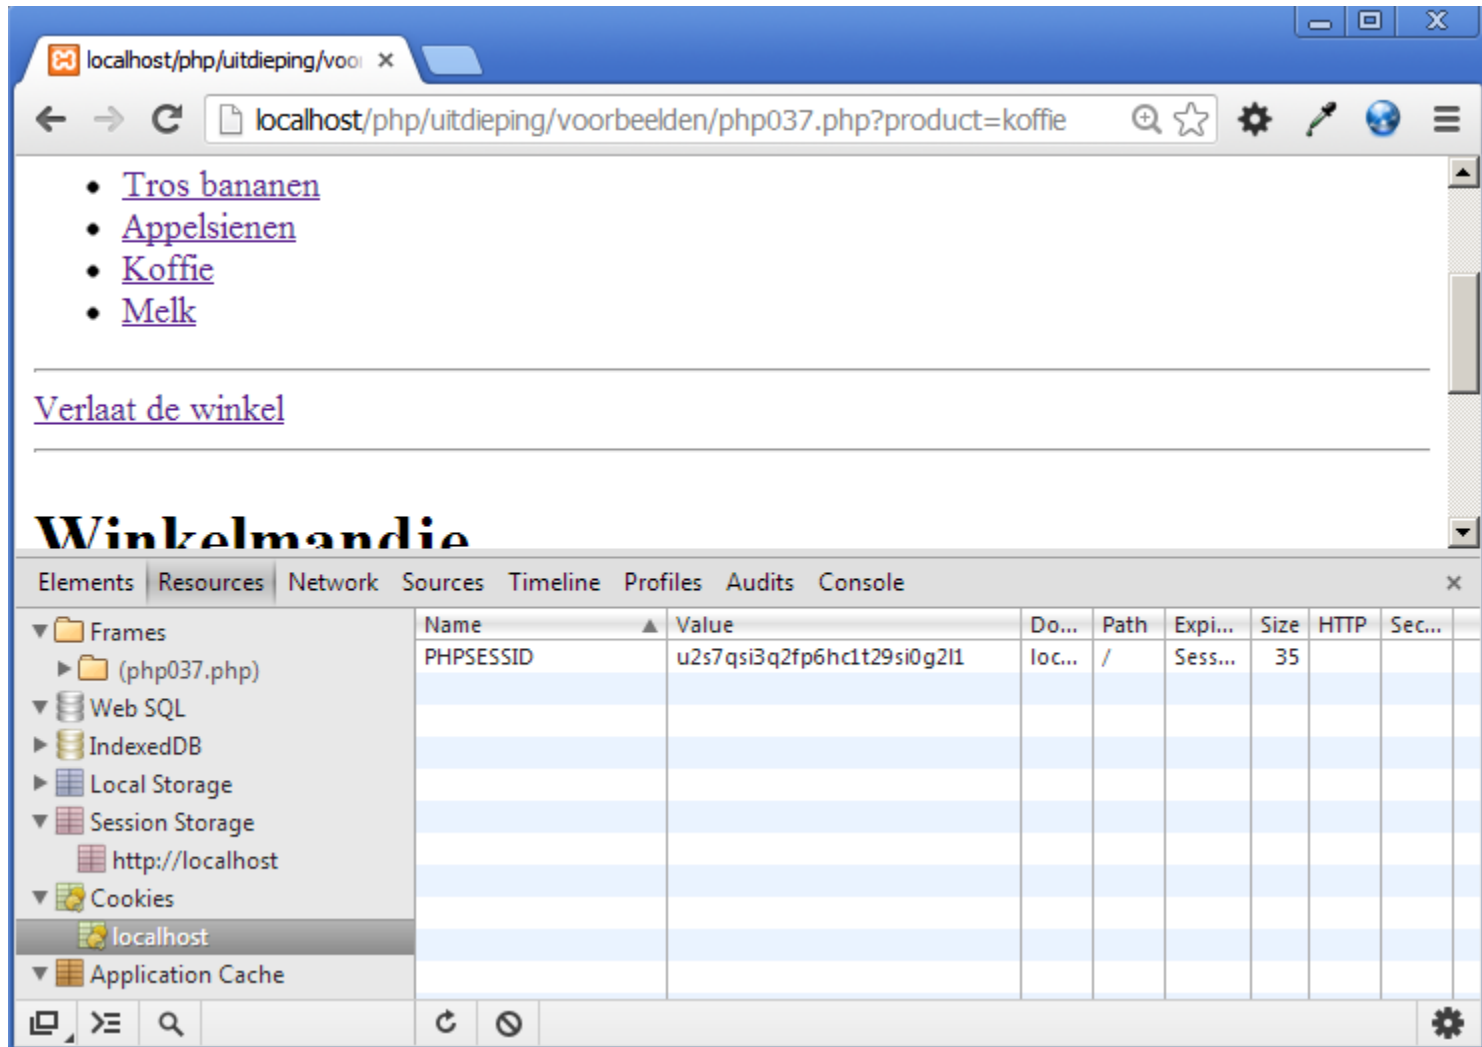 localhost/php/uitdieping/voor
localhost/php/uitdieping/voorbeelden/php037.php?product=koffie
Tros bananen
Appelsienen
Koffie
Melk
Verlaat de winkel
Winkelmandje
Elements Resources Network Sources Timeline Profiles Audits Console
Frames
(php037.php)
Web SQL
IndexedDB
Local Storage
Session Storage
http://localhost
Cookies
localhost
Application Cache
Name Value Do... Path Expi... Size HTTP Sec...
PHPSESSID u2s7qsi3q2fp6hc1t29si0g2l1 loc... / Sess... 35